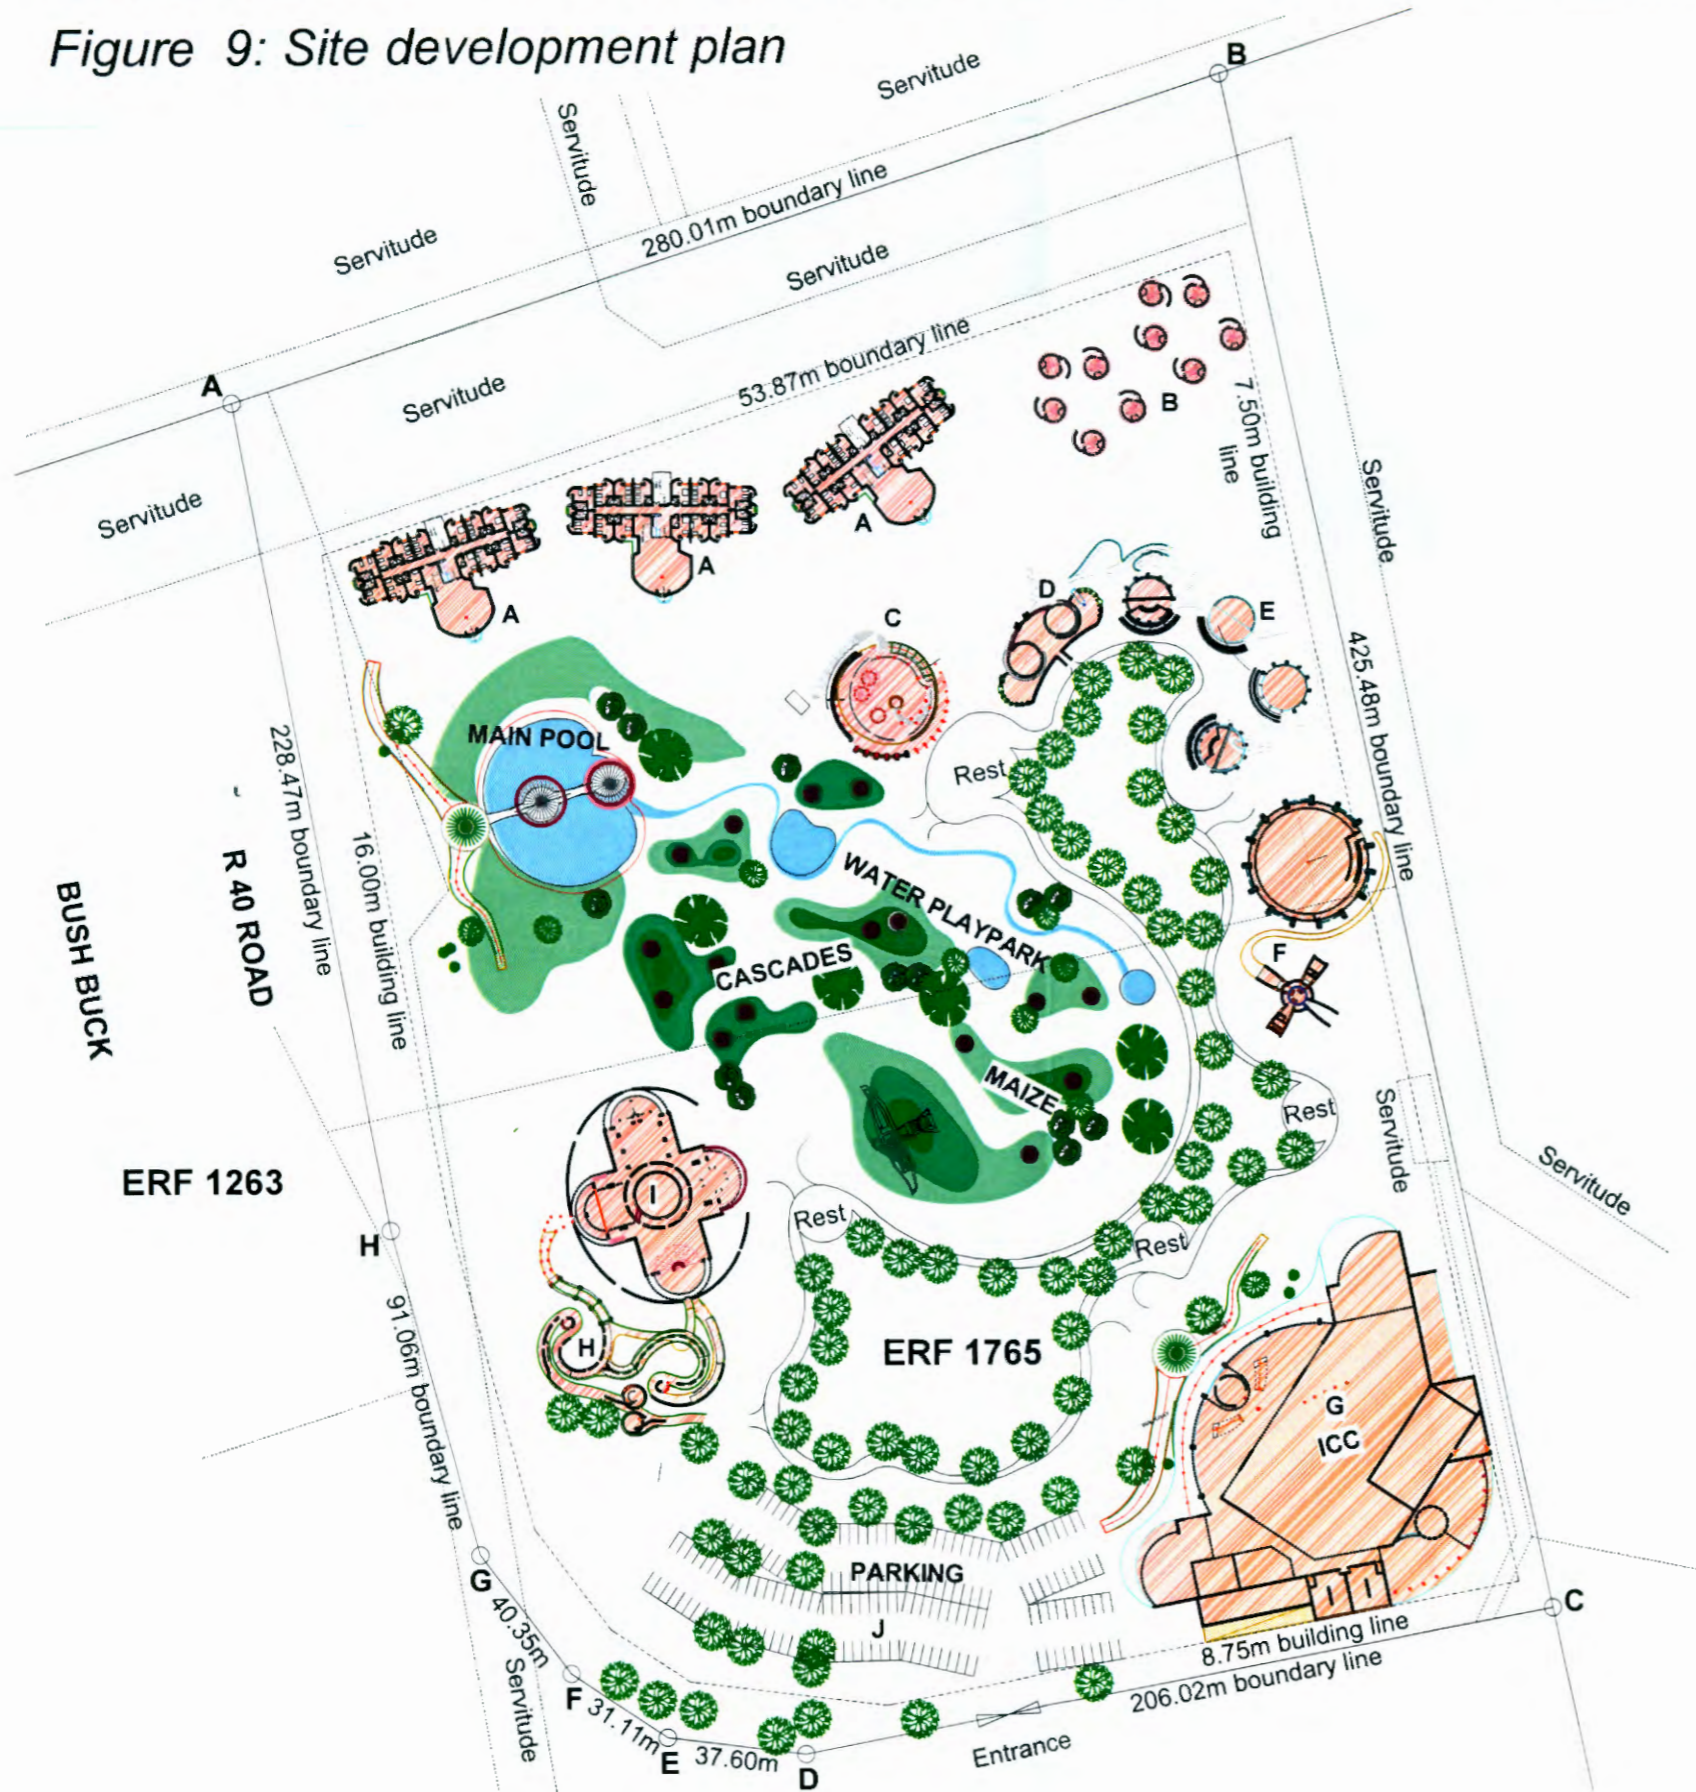 Figure 9: Site development plan
B
Servitude
Servitude
280.01m boundary line
Servitude
Servitude
A
53.87m boundary line
Servitude
B
7.50m building
line
Servitude
Servitude
A
A
A
C
D
E
425.48m boundary line
MAIN POOL
Rest
228.47m boundary line
16.00m building line
R 40 ROAD
BUSH BUCK
WATER PLAYPARK
CASCADES
F
MAIZE
Rest
Servitude
Servitude
ERF 1263
I
Rest
Rest
H
91.06m boundary line
H
ERF 1765
G
ICC
PARKING
J
G
40.35m
C
8.75m building line
206.02m boundary line
Servitude
F
31.11m
E
37.60m
D
Entrance